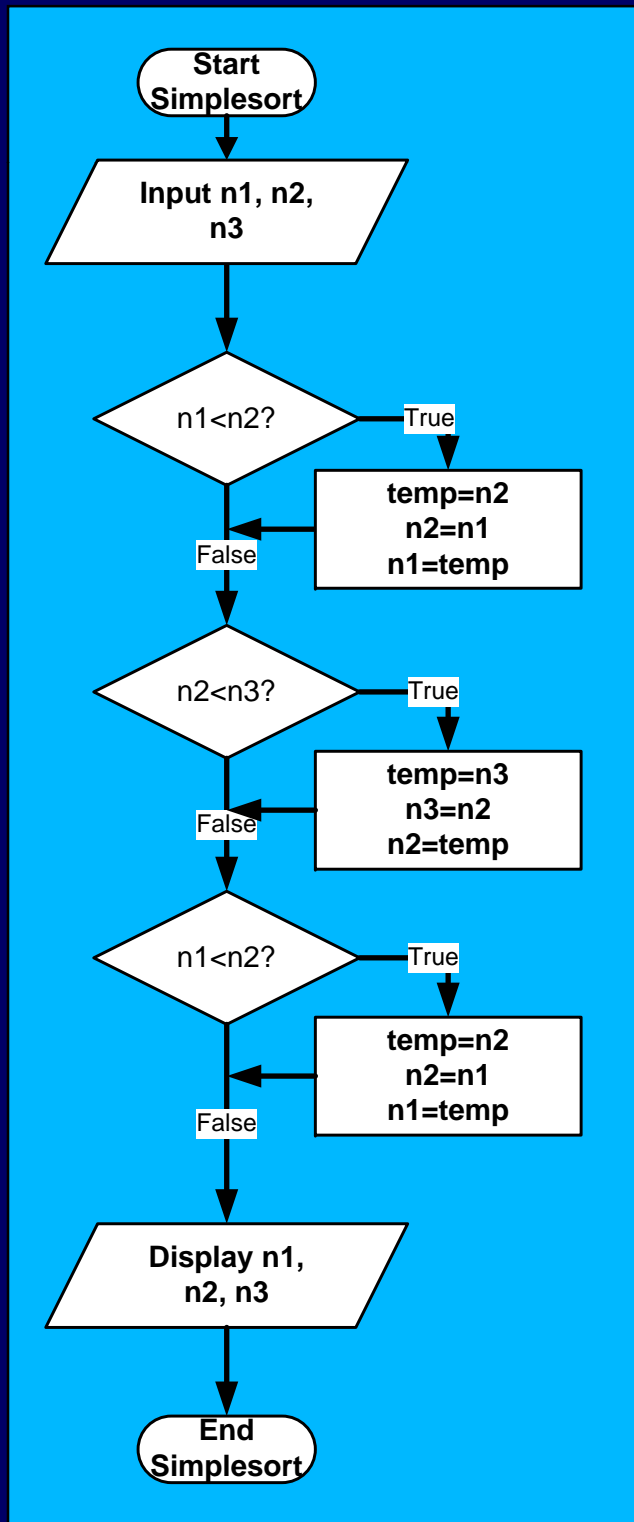 Start
Simplesort
Input n1, n2,
n3
n1<n2?
True
temp=n2
n2=n1
n1=temp
False
n2<n3?
True
temp=n3
n3=n2
n2=temp
False
n1<n2?
True
temp=n2
n2=n1
n1=temp
False
Display n1,
n2, n3
End
Simplesort